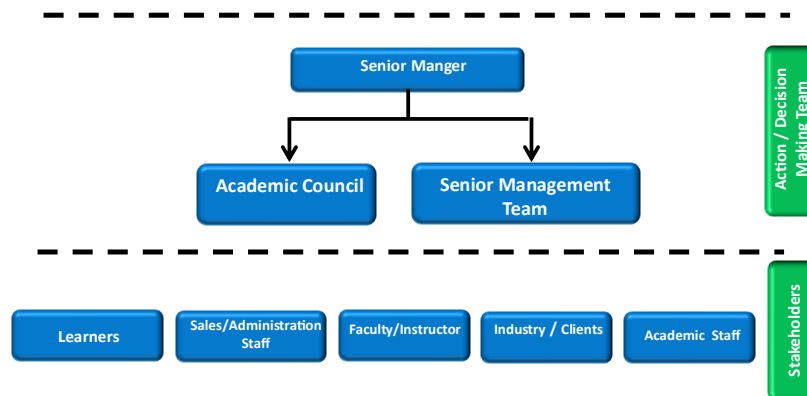 Senior Manger
Action / Decision
Making Team
Academic Council
Senior Management
Team
Learners
Sales/Administration
Staff
Faculty/Instructor
Industry / Clients
Academic Staff
Stakeholders